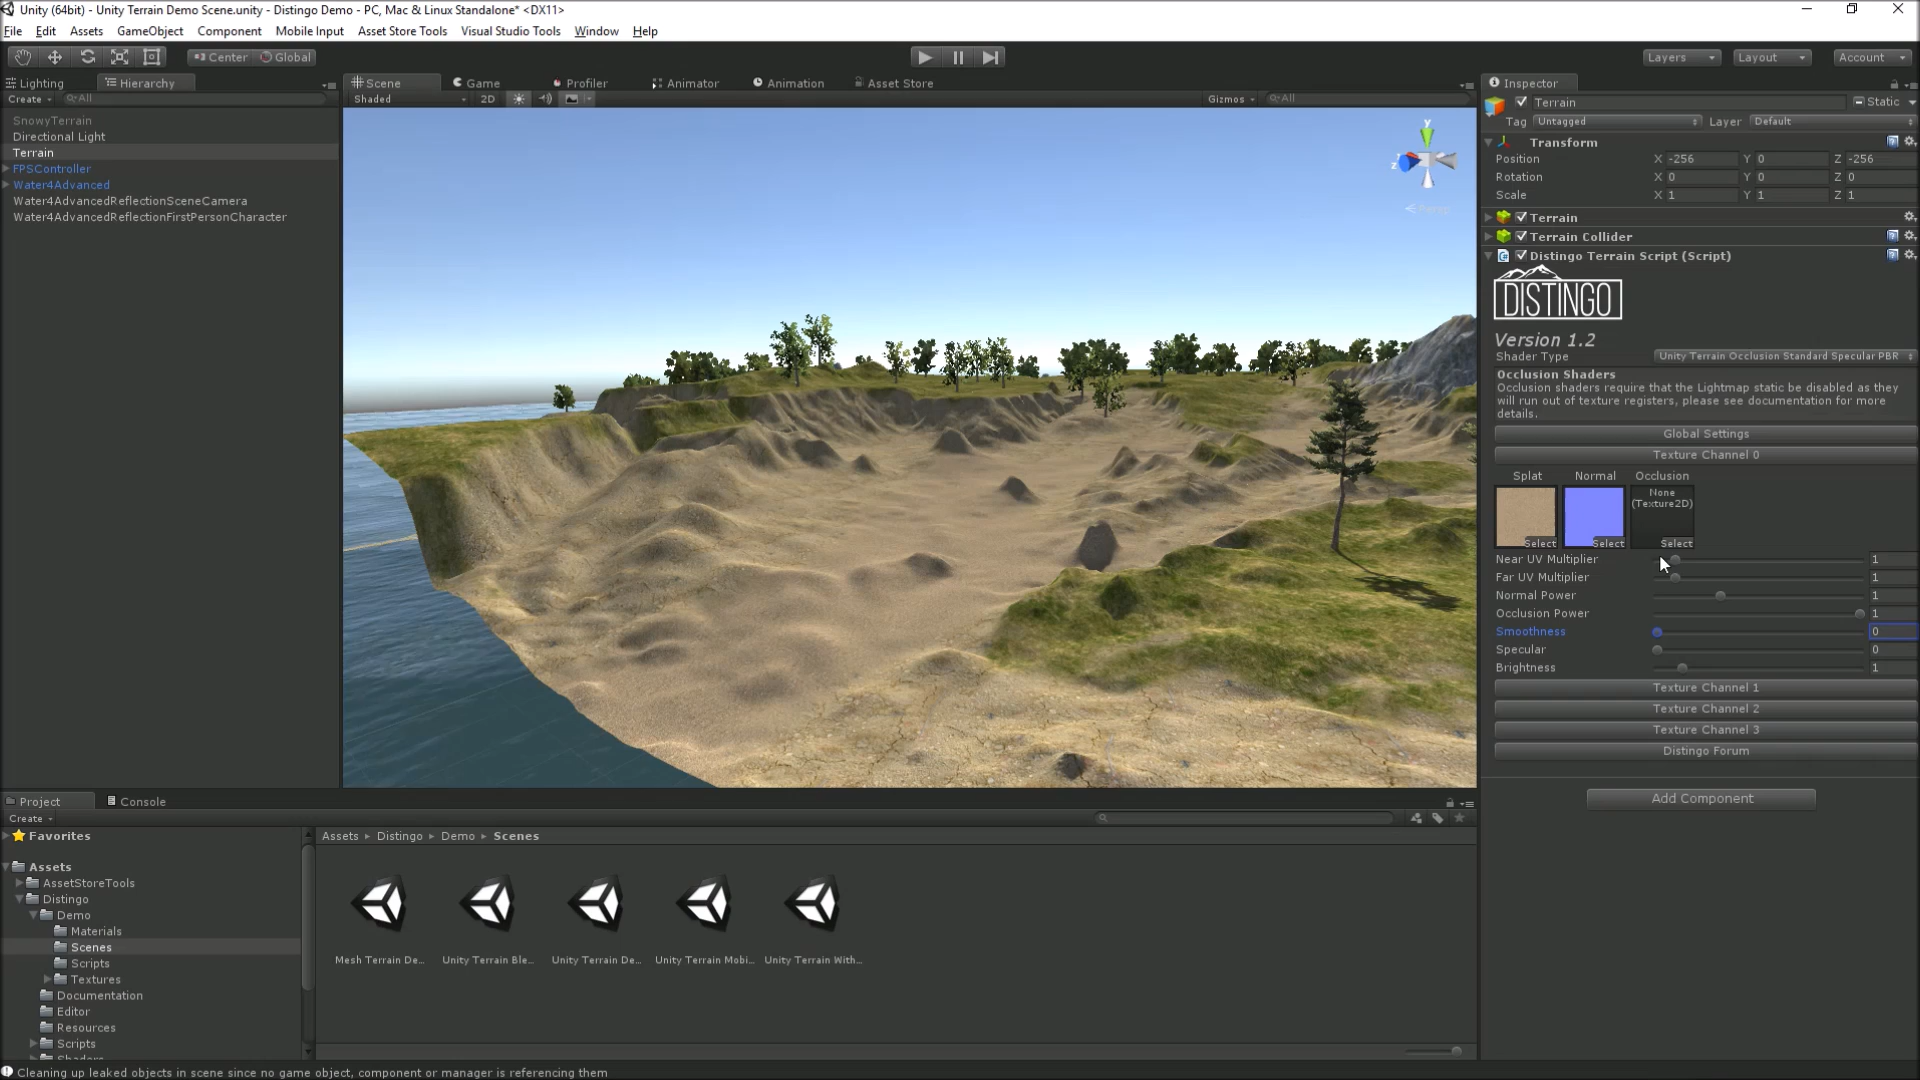 Unity (64bit) - Unity Terrain Demo Scene.unity - Distingo Demo - PC, Mac & Linux Standalone* <DX11>
File Edit Assets GameObject Component Mobile Input Asset Store Tools Visual Studio Tools Window Help
Center Global Layers Layout Account
Lighting Hierarchy Scene Game Profiler Animator Animation Asset Store Inspector
Create All Shaded 2D Gizmos All
SnowyTerrain
Directional Light
Terrain
FPSController
Water4Advanced
Water4AdvancedReflectionSceneCamera
Water4AdvancedReflectionFirstPersonCharacter
y
z
Persp
Terrain Static
Tag Untagged Layer Default
Transform
Position X -256 Y 0 Z -256
Rotation X 0 Y 0 Z 0
Scale X 1 Y 1 Z 1
Terrain
Terrain Collider
Distingo Terrain Script (Script)
DISTINGO
Version 1.2
Shader Type Unity Terrain Occlusion Standard Specular PBR
Occlusion Shaders
Occlusion shaders require that the Lightmap static be disabled as they
will run out of texture registers, please see documentation for more
details.
Global Settings
Texture Channel 0
Splat Normal Occlusion
None
(Texture2D)
Select Select Select
Near UV Multiplier 1
Far UV Multiplier 1
Normal Power 1
Occlusion Power 1
Smoothness 0
Specular 0
Brightness 1
Texture Channel 1
Texture Channel 2
Texture Channel 3
Distingo Forum
Add Component
Project Console
Create
Favorites
Assets
AssetStoreTools
Distingo
Demo
Materials
Scenes
Scripts
Textures
Documentation
Editor
Resources
Scripts
Shaders
Assets Distingo Demo Scenes
Mesh Terrain De... Unity Terrain Ble... Unity Terrain De... Unity Terrain Mobi... Unity Terrain With...
Cleaning up leaked objects in scene since no game object, component or manager is referencing them